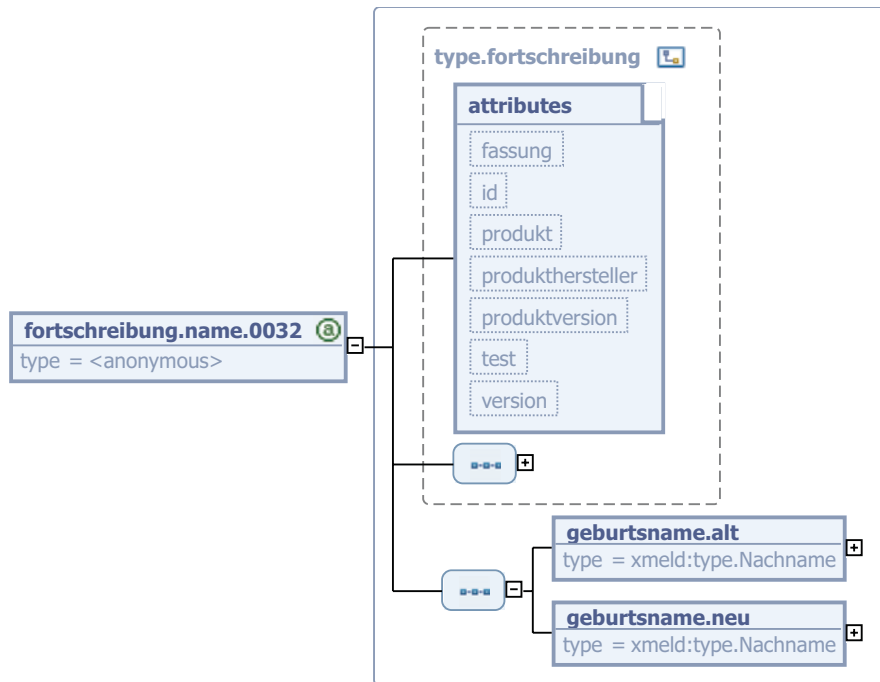 type.fortschreibung
attributes
fassung
id
produkt
produkthersteller
produktversion
test
version
fortschreibung.name.0032 @
type = <anonymous>
geburtsname.alt
type = xmeld:type.Nachname
geburtsname.neu
type = xmeld:type.Nachname